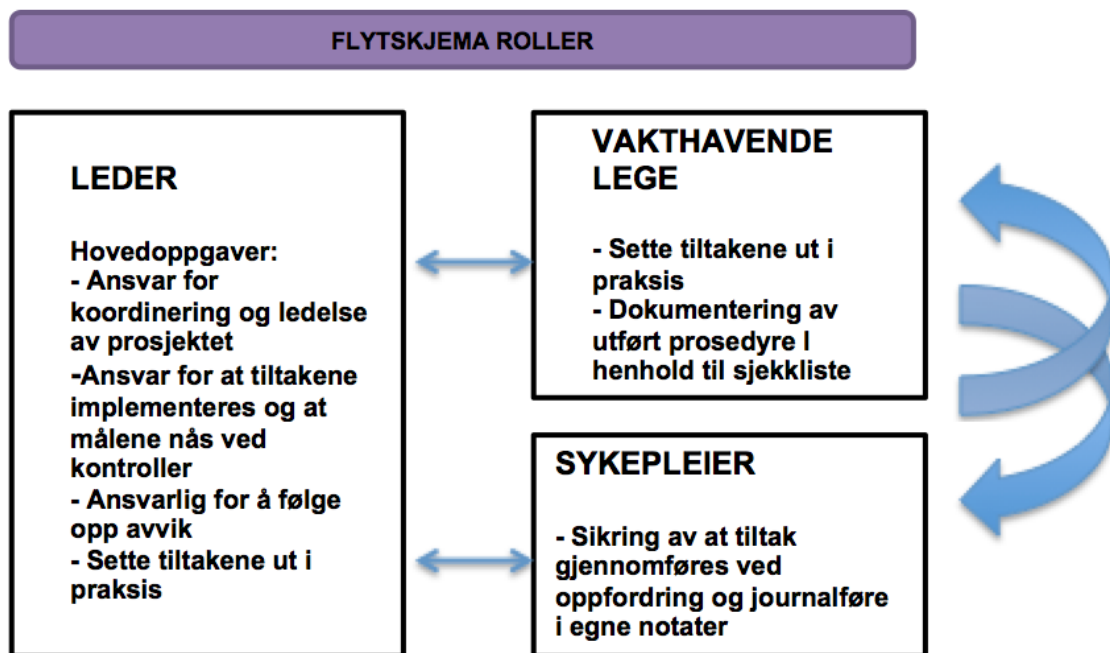 FLYTSKJEMA ROLLER
LEDER
Hovedoppgaver:
- Ansvar for
koordinering og ledelse
av prosjektet
-Ansvar for at tiltakene
implementeres og at
målene nås ved
kontroller
- Ansvarlig for å følge
opp avvik
- Sette tiltakene ut i
praksis
VAKTHAVENDE
LEGE
- Sette tiltakene ut i
praksis
- Dokumentering av
utført prosedyre I
henhold til sjekkliste
SYKEPLEIER
- Sikring av at tiltak
gjennomføres ved
oppfordring og journalføre
i egne notater